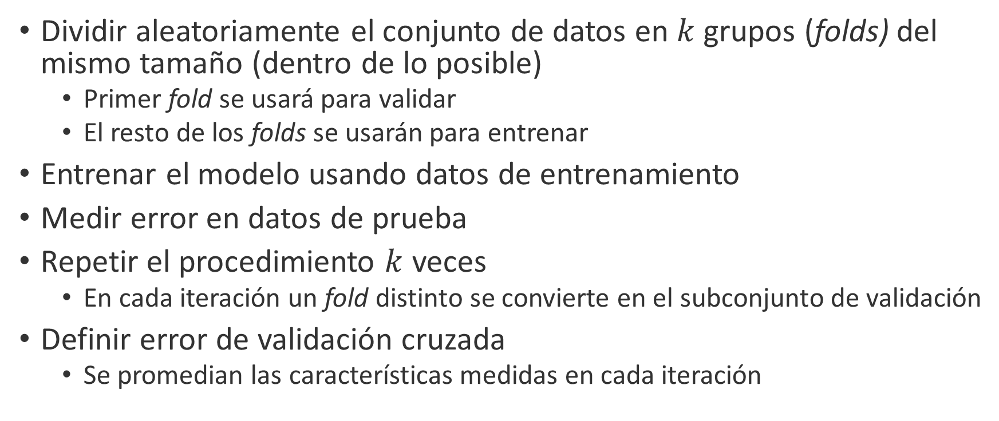 • Dividir aleatoriamente el conjunto de datos en k grupos (folds) del
mismo tamaño (dentro de lo posible)
• Primer fold se usará para validar
• El resto de los folds se usarán para entrenar
• Entrenar el modelo usando datos de entrenamiento
• Medir error en datos de prueba
• Repetir el procedimiento k veces
• En cada iteración un fold distinto se convierte en el subconjunto de validación
• Definir error de validación cruzada
• Se promedian las características medidas en cada iteración